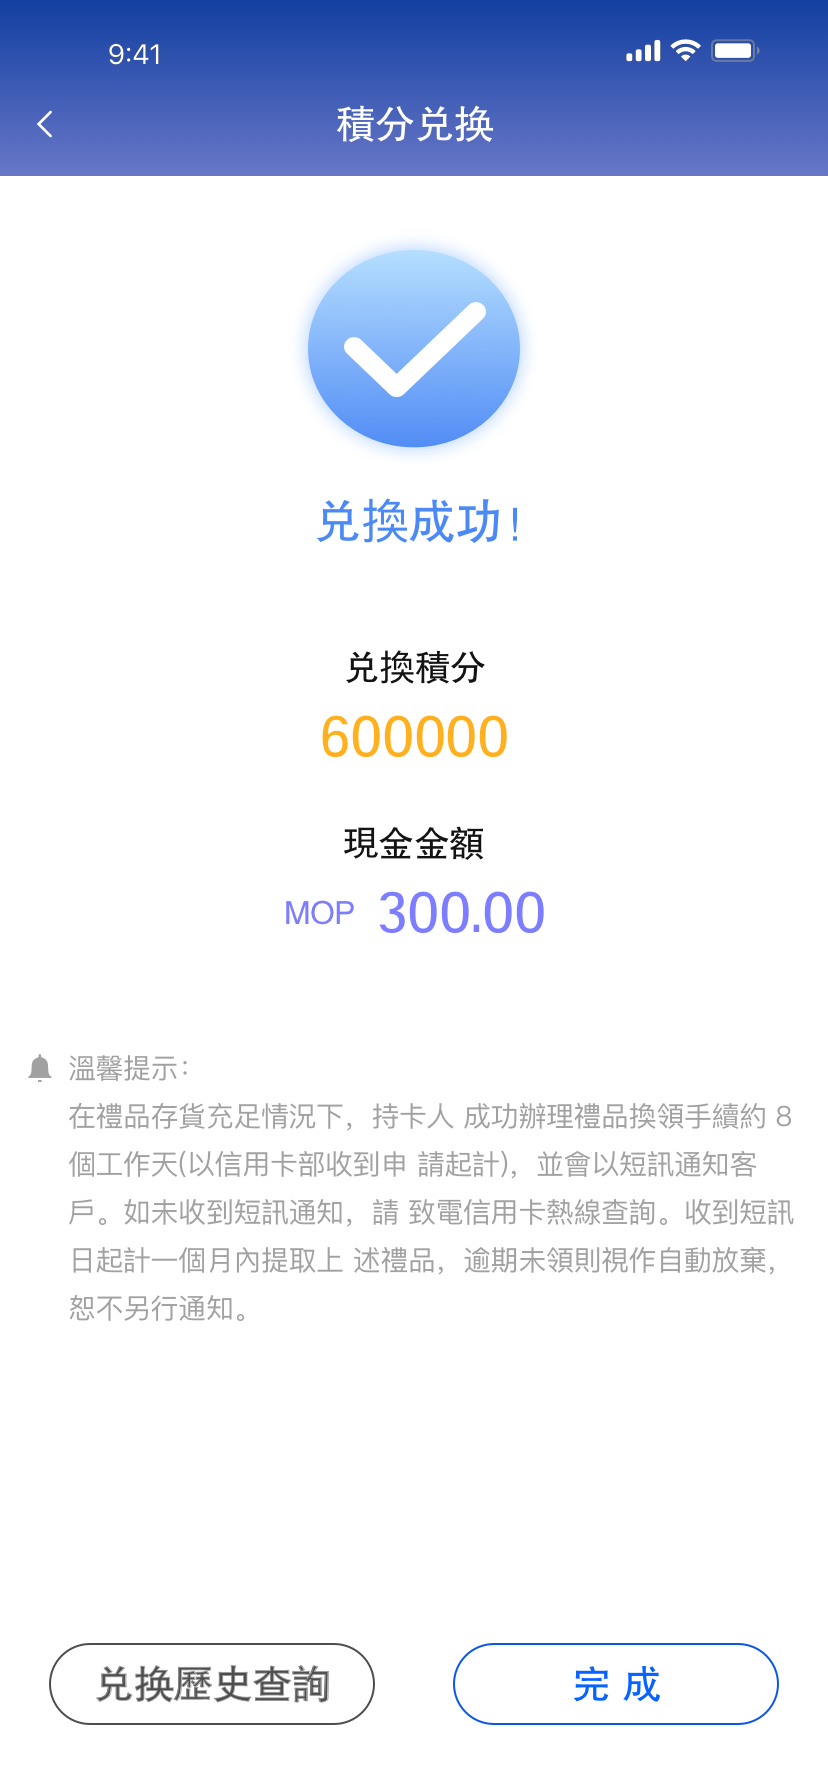 9:41
積分兑换
兑換成功！
兑換積分
600000
現金金額
MOP 300.00
溫馨提示：
在禮品存貨充足情況下，持卡人 成功辦理禮品換領手續約 8
個工作天(以信用卡部收到申 請起計)，並會以短訊通知客
戶。如未收到短訊通知，請 致電信用卡熱線查詢。收到短訊
日起計一個月內提取上 述禮品，逾期未領則視作自動放棄，
恕不另行通知。
兑换歷史查詢
完 成